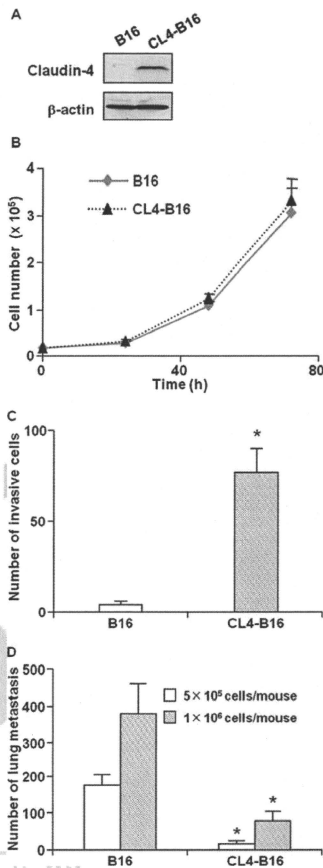 A
B16
CL4-B16
Claudin-4
β-actin
B
4
3
2
1
0
Cell number (x 10⁵)
B16
CL4-B16
0
40
80
Time (h)
C
100
50
0
Number of invasive cells
*
B16
CL4-B16
D
500
400
300
200
100
0
Number of lung metastasis
5×10⁵ cells/mouse
1×10⁶ cells/mouse
*
*
B16
CL4-B16